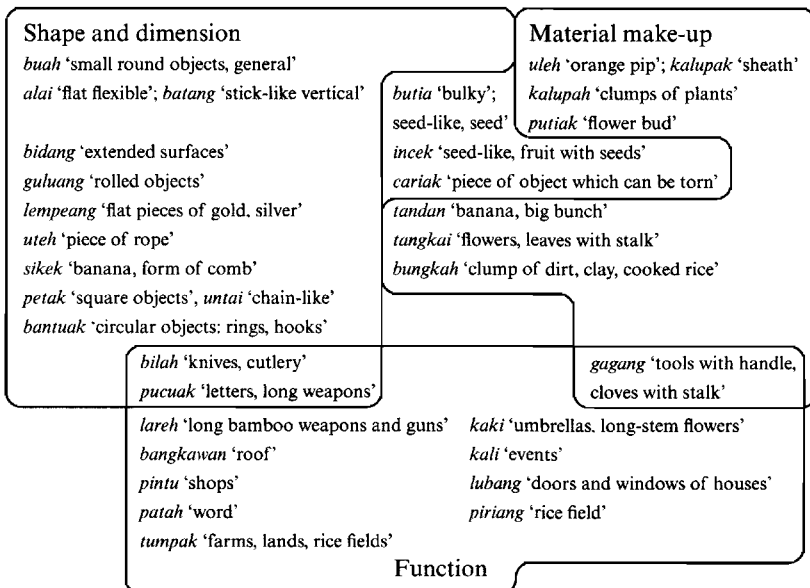 Shape and dimension
Material make-up
buah ‘small round objects, general’
uleh ‘orange pip’; kalupak ‘sheath’
alai ‘flat flexible’; batang ‘stick-like vertical’
butia ‘bulky’;
kalupah ‘clumps of plants’
seed-like, seed’
putiak ‘flower bud’
bidang ‘extended surfaces’
incek ‘seed-like, fruit with seeds’
guluang ‘rolled objects’
cariak ‘piece of object which can be torn’
lempeang ‘flat pieces of gold, silver’
tandan ‘banana, big bunch’
uteh ‘piece of rope’
tangkai ‘flowers, leaves with stalk’
sikek ‘banana, form of comb’
bungkah ‘clump of dirt, clay, cooked rice’
petak ‘square objects’, untai ‘chain-like’
bantuak ‘circular objects: rings, hooks’
bilah ‘knives, cutlery’
gagang ‘tools with handle,
pucuak ‘letters, long weapons’
cloves with stalk’
lareh ‘long bamboo weapons and guns’
kaki ‘umbrellas, long-stem flowers’
bangkawan ‘roof’
kali ‘events’
pintu ‘shops’
lubang ‘doors and windows of houses’
patah ‘word’
piriang ‘rice field’
tumpak ‘farms, lands, rice fields’
Function